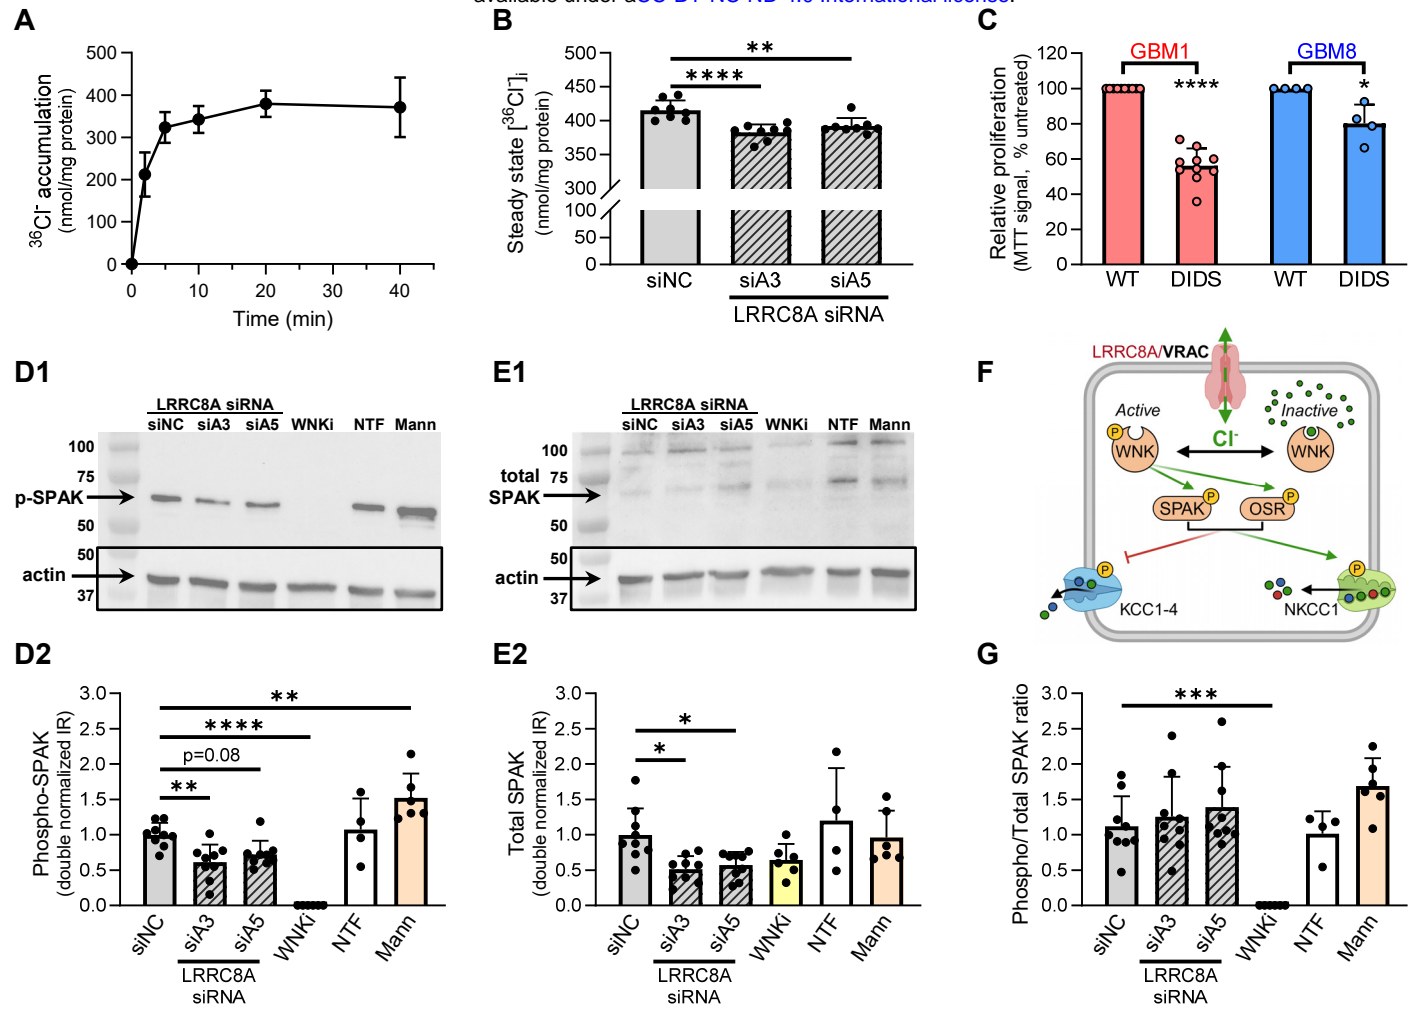 A
500
400
300
200
100
0
0
10
20
30
40
36Cl- accumulation
(nmol/mg protein)
Time (min)
B
**
****
500
450
400
350
300
100
0
Steady state [36Cl-]i
(nmol/mg protein)
siNC
siA3
siA5
LRRC8A siRNA
C
GBM1
GBM8
****
*
120
100
80
60
40
20
0
Relative proliferation
(MTT signal, % untreated)
WT
DIDS
WT
DIDS
D1
LRRC8A siRNA
siNC
siA3
siA5
WNKi
NTF
Mann
100
75
p-SPAK
50
50
actin
37
E1
LRRC8A siRNA
siNC
siA3
siA5
WNKi
NTF
Mann
100
total
75
SPAK
50
50
actin
37
F
LRRC8A/VRAC
Active
Inactive
P
WNK
Cl-
WNK
SPAK
P
OSR
P
P
KCC1-4
P
NKCC1
D2
3.0
2.5
2.0
1.5
1.0
0.5
0.0
Phospho-SPAK
(double normalized IR)
**
****
p=0.08
**
siNC
siA3
siA5
WNKi
NTF
Mann
LRRC8A
siRNA
E2
3.0
2.5
2.0
1.5
1.0
0.5
0.0
Total SPAK
(double normalized IR)
*
*
siNC
siA3
siA5
WNKi
NTF
Mann
LRRC8A
siRNA
G
3.0
2.5
2.0
1.5
1.0
0.5
0.0
Phospho/Total SPAK ratio
***
siNC
siA3
siA5
WNKi
NTF
Mann
LRRC8A
siRNA